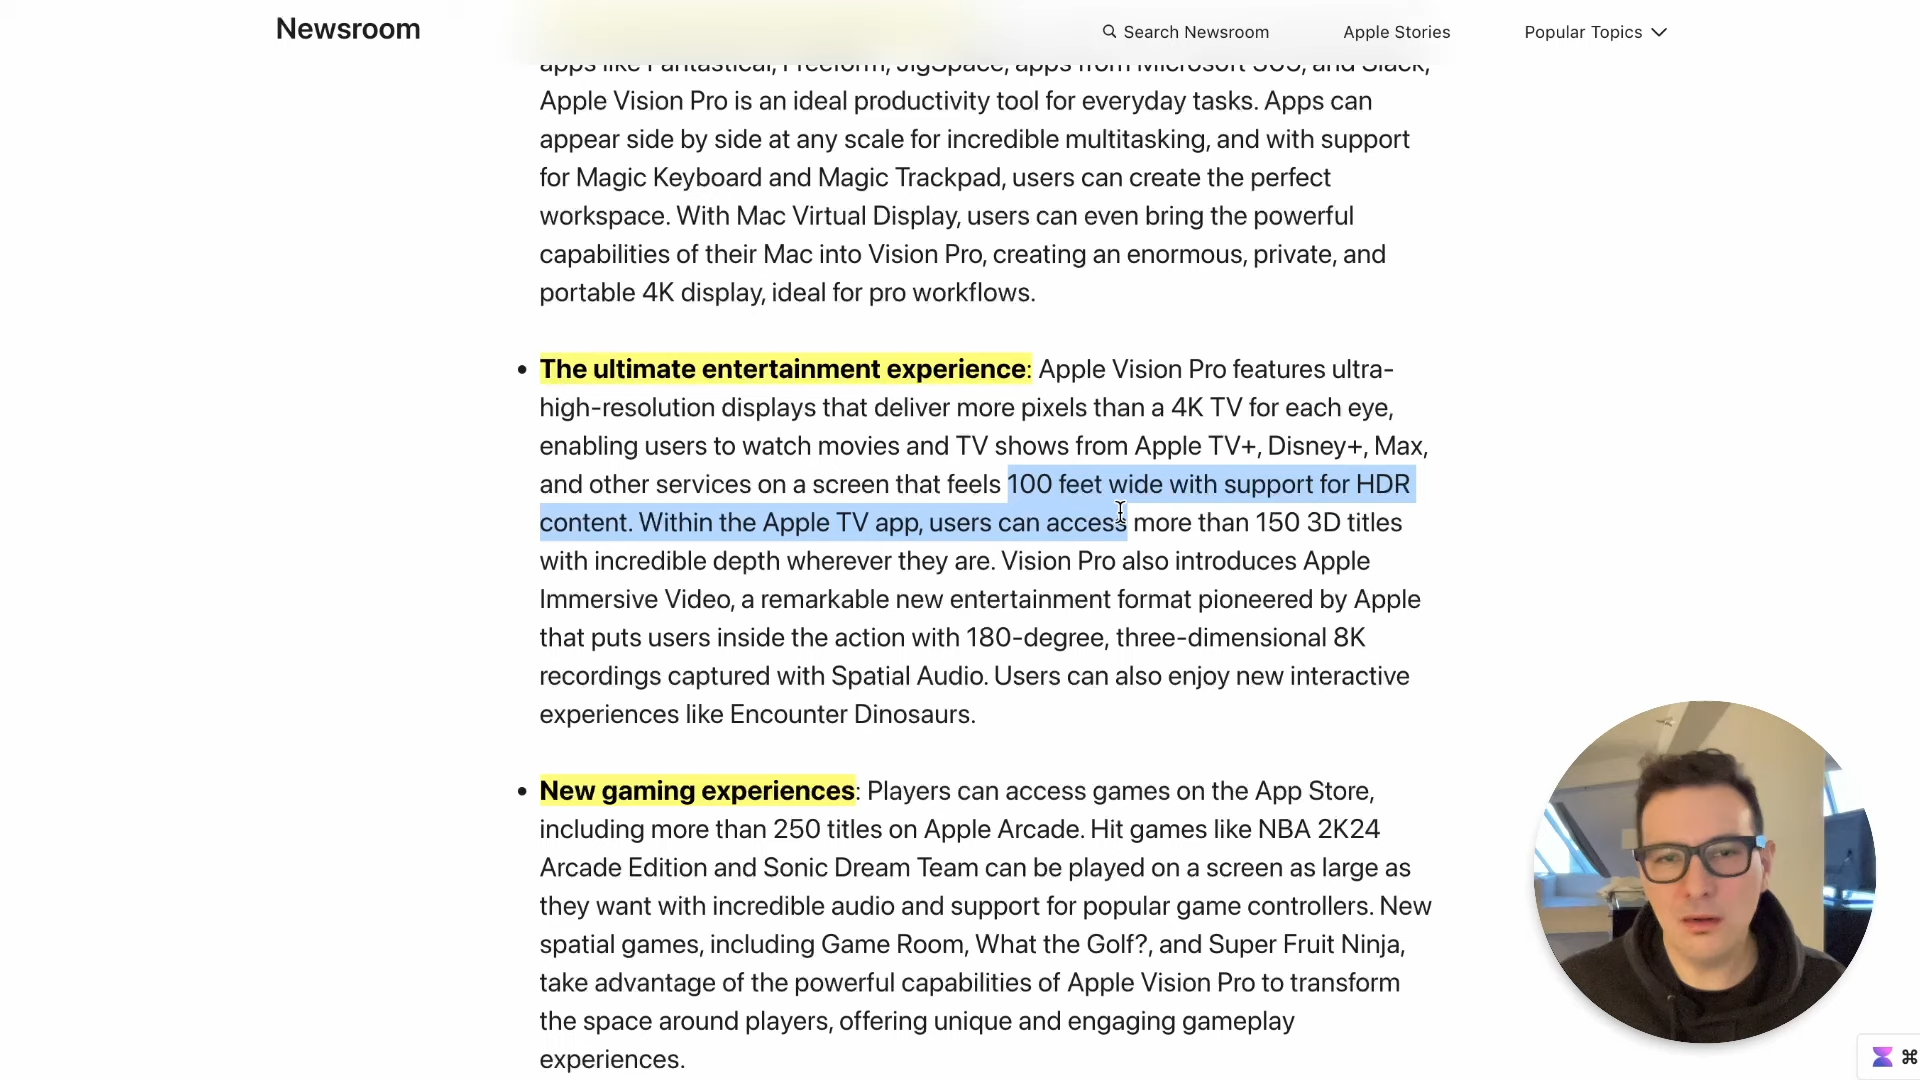 Newsroom
Search Newsroom
Apple Stories
Popular Topics
apps like Fantastical, Freeform, JigSpace, apps from Microsoft 365, and Slack,
Apple Vision Pro is an ideal productivity tool for everyday tasks. Apps can
appear side by side at any scale for incredible multitasking, and with support
for Magic Keyboard and Magic Trackpad, users can create the perfect
workspace. With Mac Virtual Display, users can even bring the powerful
capabilities of their Mac into Vision Pro, creating an enormous, private, and
portable 4K display, ideal for pro workflows.
• The ultimate entertainment experience: Apple Vision Pro features ultra-
high-resolution displays that deliver more pixels than a 4K TV for each eye,
enabling users to watch movies and TV shows from Apple TV+, Disney+, Max,
and other services on a screen that feels 100 feet wide with support for HDR
content. Within the Apple TV app, users can access more than 150 3D titles
with incredible depth wherever they are. Vision Pro also introduces Apple
Immersive Video, a remarkable new entertainment format pioneered by Apple
that puts users inside the action with 180-degree, three-dimensional 8K
recordings captured with Spatial Audio. Users can also enjoy new interactive
experiences like Encounter Dinosaurs.
• New gaming experiences: Players can access games on the App Store,
including more than 250 titles on Apple Arcade. Hit games like NBA 2K24
Arcade Edition and Sonic Dream Team can be played on a screen as large as
they want with incredible audio and support for popular game controllers. New
spatial games, including Game Room, What the Golf?, and Super Fruit Ninja,
take advantage of the powerful capabilities of Apple Vision Pro to transform
the space around players, offering unique and engaging gameplay
experiences.
⌘